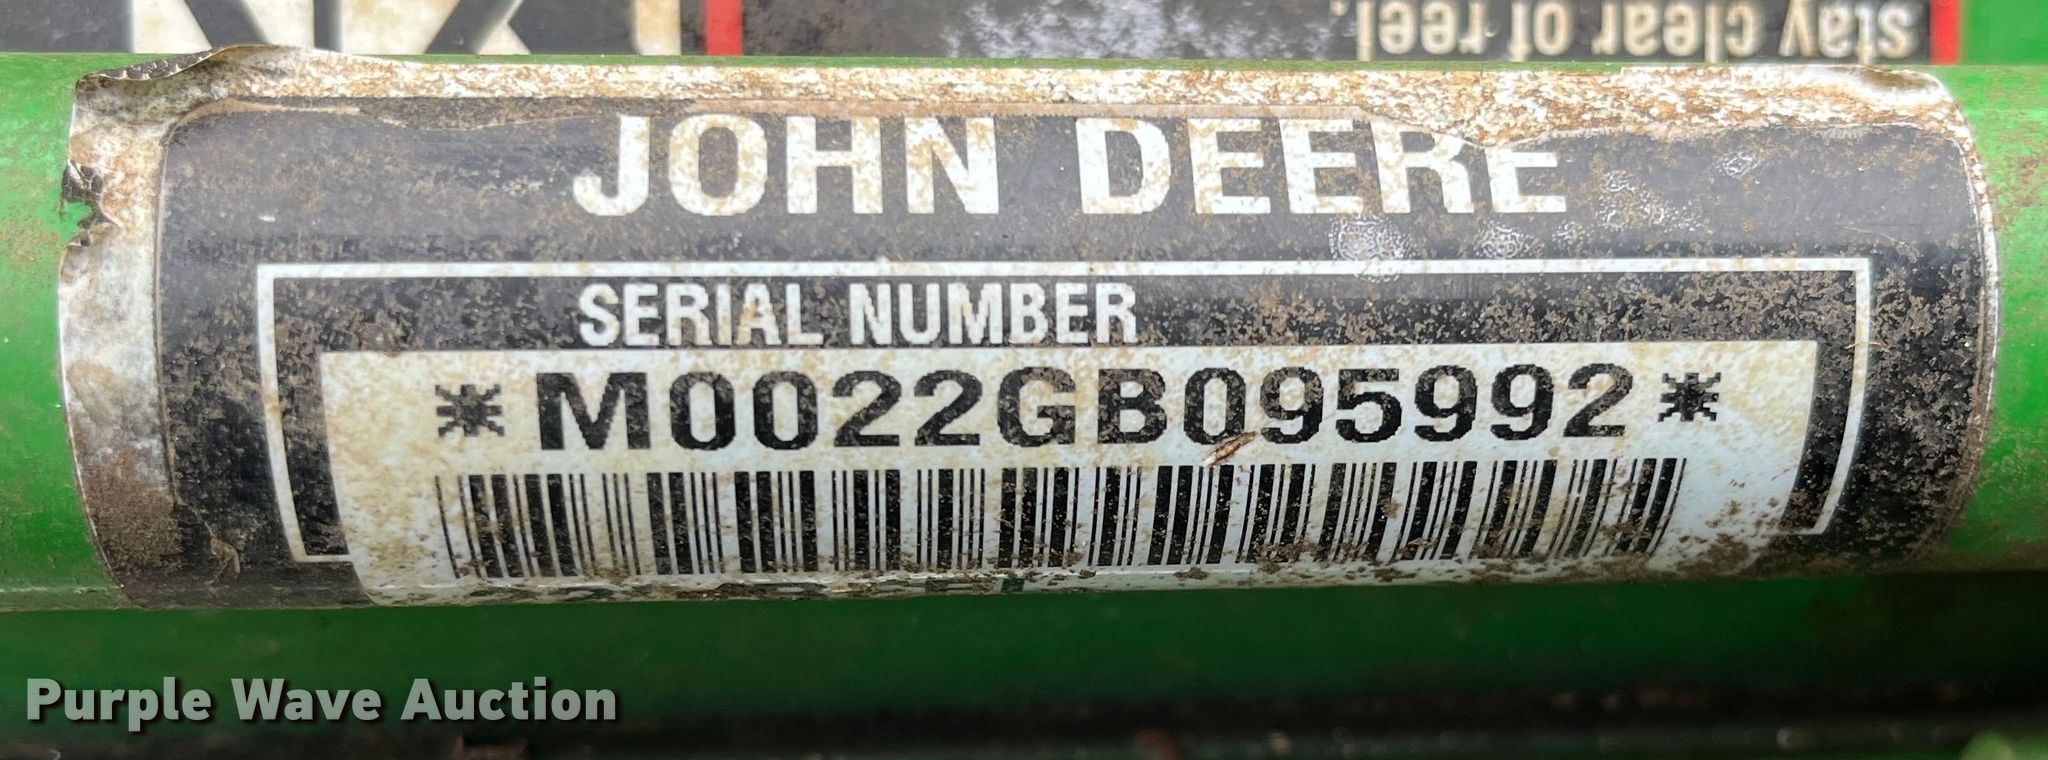 stay clear of reel.
JOHN DEERE
SERIAL NUMBER
*M0022GB095992*
Purple Wave Auction